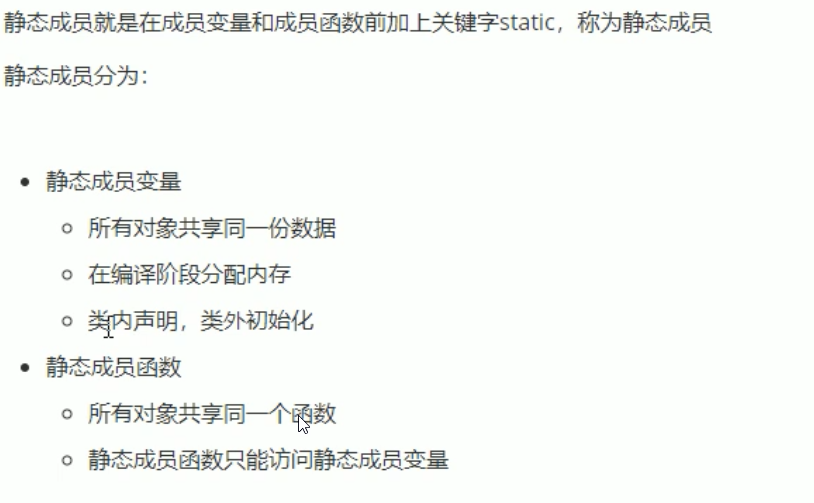 静态成员就是在成员变量和成员函数前加上关键字static，称为静态成员
静态成员分为：
静态成员变量
所有对象共享同一份数据
在编译阶段分配内存
类内声明，类外初始化
静态成员函数
所有对象共享同一个函数
静态成员函数只能访问静态成员变量